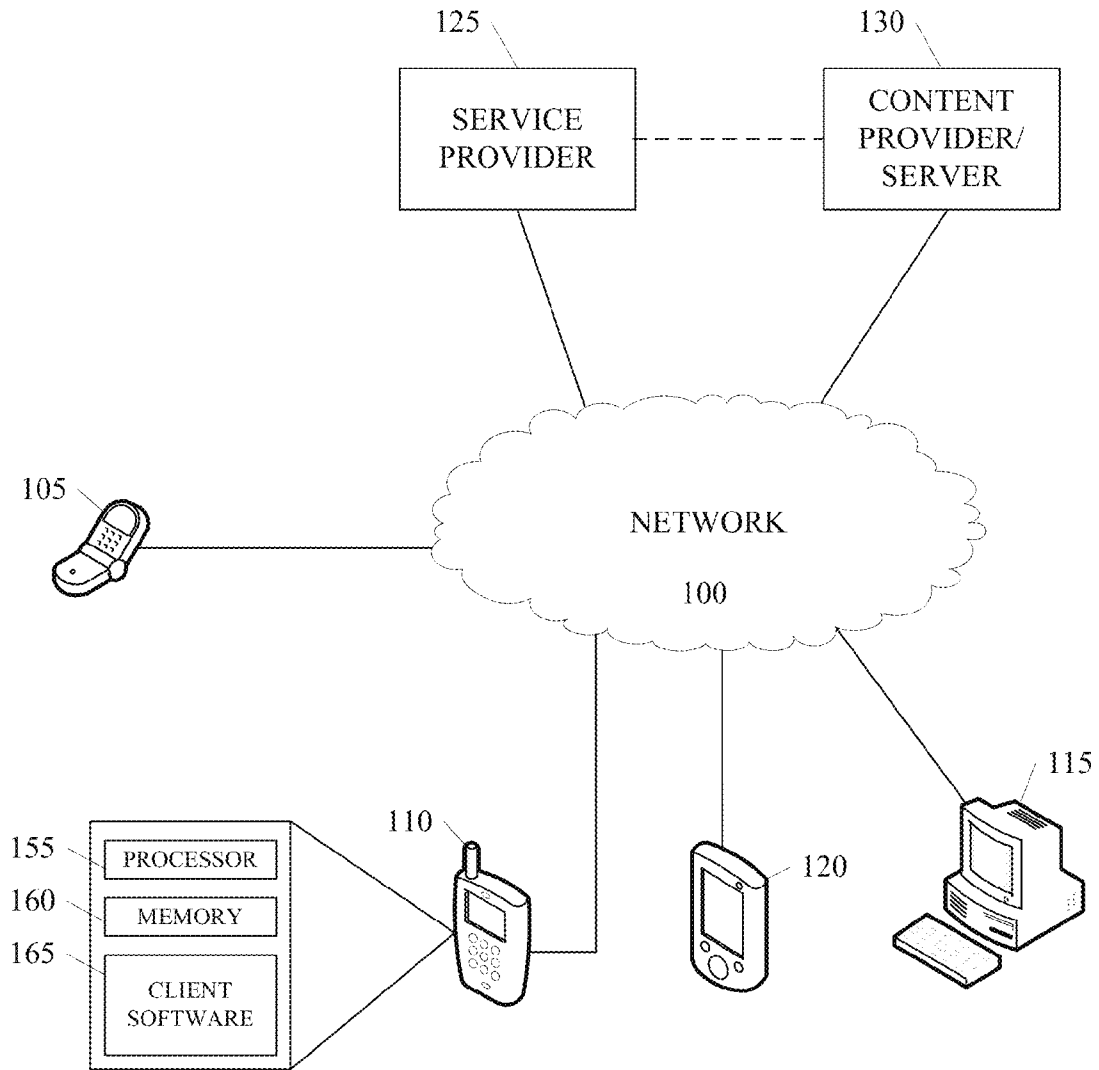 125
130
SERVICE
PROVIDER
CONTENT
PROVIDER/
SERVER
105
NETWORK
100
115
110
120
155
PROCESSOR
160
MEMORY
165
CLIENT
SOFTWARE